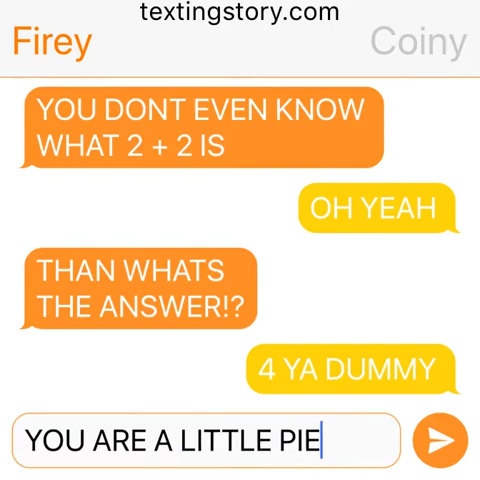 textingstory.com
Firey Coiny
YOU DONT EVEN KNOW
WHAT 2 + 2 IS
OH YEAH
THAN WHATS
THE ANSWER!?
4 YA DUMMY
YOU ARE A LITTLE PIE